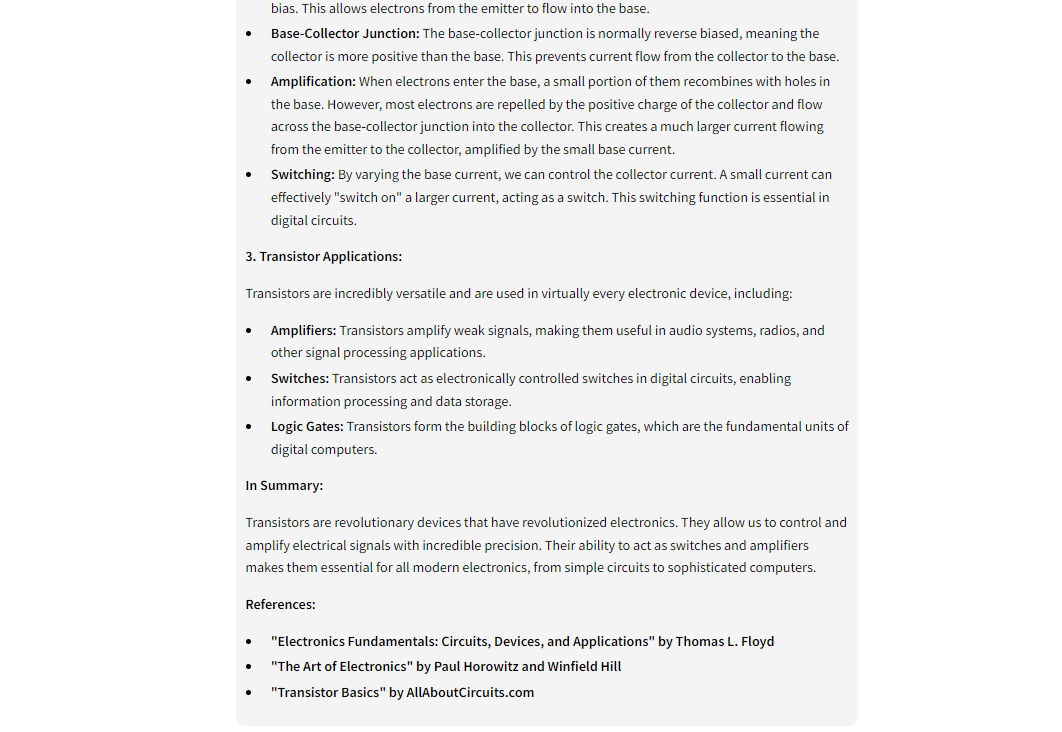 bias. This allows electrons from the emitter to flow into the base.
• Base-Collector Junction: The base-collector junction is normally reverse biased, meaning the
collector is more positive than the base. This prevents current flow from the collector to the base.
• Amplification: When electrons enter the base, a small portion of them recombines with holes in
the base. However, most electrons are repelled by the positive charge of the collector and flow
across the base-collector junction into the collector. This creates a much larger current flowing
from the emitter to the collector, amplified by the small base current.
• Switching: By varying the base current, we can control the collector current. A small current can
effectively "switch on" a larger current, acting as a switch. This switching function is essential in
digital circuits.
3. Transistor Applications:
Transistors are incredibly versatile and are used in virtually every electronic device, including:
• Amplifiers: Transistors amplify weak signals, making them useful in audio systems, radios, and
other signal processing applications.
• Switches: Transistors act as electronically controlled switches in digital circuits, enabling
information processing and data storage.
• Logic Gates: Transistors form the building blocks of logic gates, which are the fundamental units of
digital computers.
In Summary:
Transistors are revolutionary devices that have revolutionized electronics. They allow us to control and
amplify electrical signals with incredible precision. Their ability to act as switches and amplifiers
makes them essential for all modern electronics, from simple circuits to sophisticated computers.
References:
• "Electronics Fundamentals: Circuits, Devices, and Applications" by Thomas L. Floyd
• "The Art of Electronics" by Paul Horowitz and Winfield Hill
• "Transistor Basics" by AllAboutCircuits.com